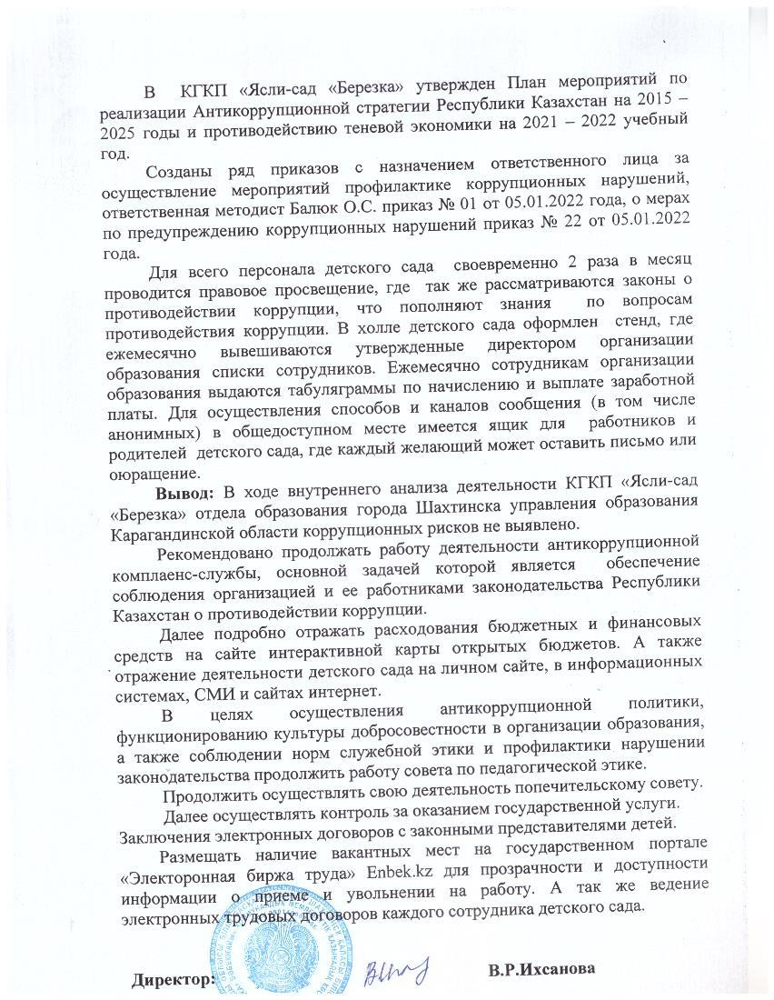 В КГКП «Ясли-сад «Березка» утвержден План мероприятий по
реализации Антикоррупционной стратегии Республики Казахстан на 2015 –
2025 годы и противодействию теневой экономики на 2021 – 2022 учебный
год.
Созданы ряд приказов с назначением ответственного лица за
осуществление мероприятий профилактике коррупционных нарушений,
ответственная методист Балюк О.С. приказ № 01 от 05.01.2022 года, о мерах
по предупреждению коррупционных нарушений приказ № 22 от 05.01.2022
года.
Для всего персонала детского сада своевременно 2 раза в месяц
проводится правовое просвещение, где так же рассматриваются законы о
противодействии коррупции, что пополняют знания по вопросам
противодействия коррупции. В холле детского сада оформлен стенд, где
ежемесячно вывешиваются утвержденные директором организации
образования списки сотрудников. Ежемесячно сотрудникам организации
образования выдаются табуляграммы по начислению и выплате заработной
платы. Для осуществления способов и каналов сообщения (в том числе
анонимных) в общедоступном месте имеется ящик для работников и
родителей детского сада, где каждый желающий может оставить письмо или
оюращение.
Вывод: В ходе внутреннего анализа деятельности КГКП «Ясли-сад
«Березка» отдела образования города Шахтинска управления образования
Карагандинской области коррупционных рисков не выявлено.
Рекомендовано продолжать работу деятельности антикоррупционной
комплаенс-службы, основной задачей которой является обеспечение
соблюдения организацией и ее работниками законодательства Республики
Казахстан о противодействии коррупции.
Далее подробно отражать расходования бюджетных и финансовых
средств на сайте интерактивной карты открытых бюджетов. А также
отражение деятельности детского сада на личном сайте, в информационных
системах, СМИ и сайтах интернет.
В целях осуществления антикоррупционной политики,
функционированию культуры добросовестности в организации образования,
а также соблюдении норм служебной этики и профилактики нарушении
законодательства продолжить работу совета по педагогической этике.
Продолжить осуществлять свою деятельность попечительскому совету.
Далее осуществлять контроль за оказанием государственной услуги.
Заключения электронных договоров с законными представителями детей.
Размещать наличие вакантных мест на государственном портале
«Электоронная биржа труда» Enbek.kz для прозрачности и доступности
информации о приеме и увольнении на работу. А так же ведение
электронных трудовых договоров каждого сотрудника детского сада.
Директор: В.Р.Ихсанова